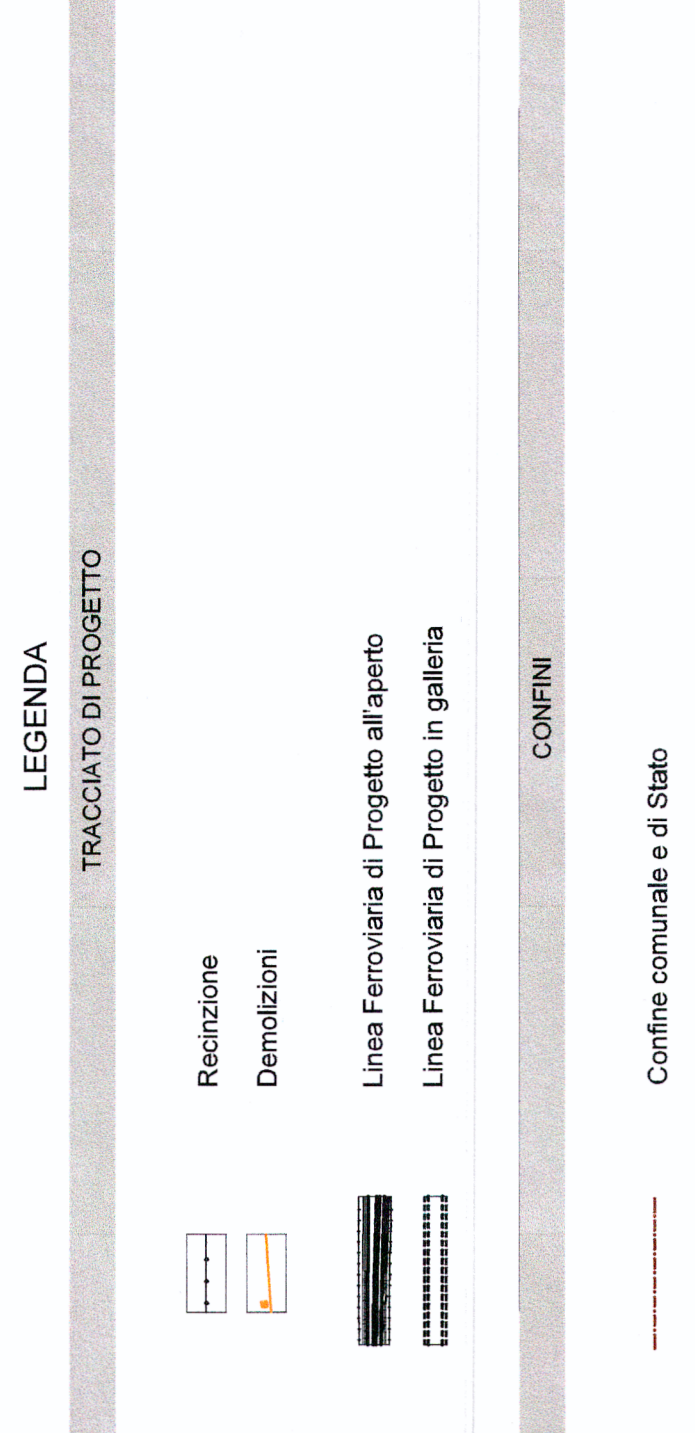 LEGENDA
TRACCIATO DI PROGETTO
Recinzione
Demolizioni
Linea Ferroviaria di Progetto all'aperto
Linea Ferroviaria di Progetto in galleria
CONFINI
Confine comunale e di Stato